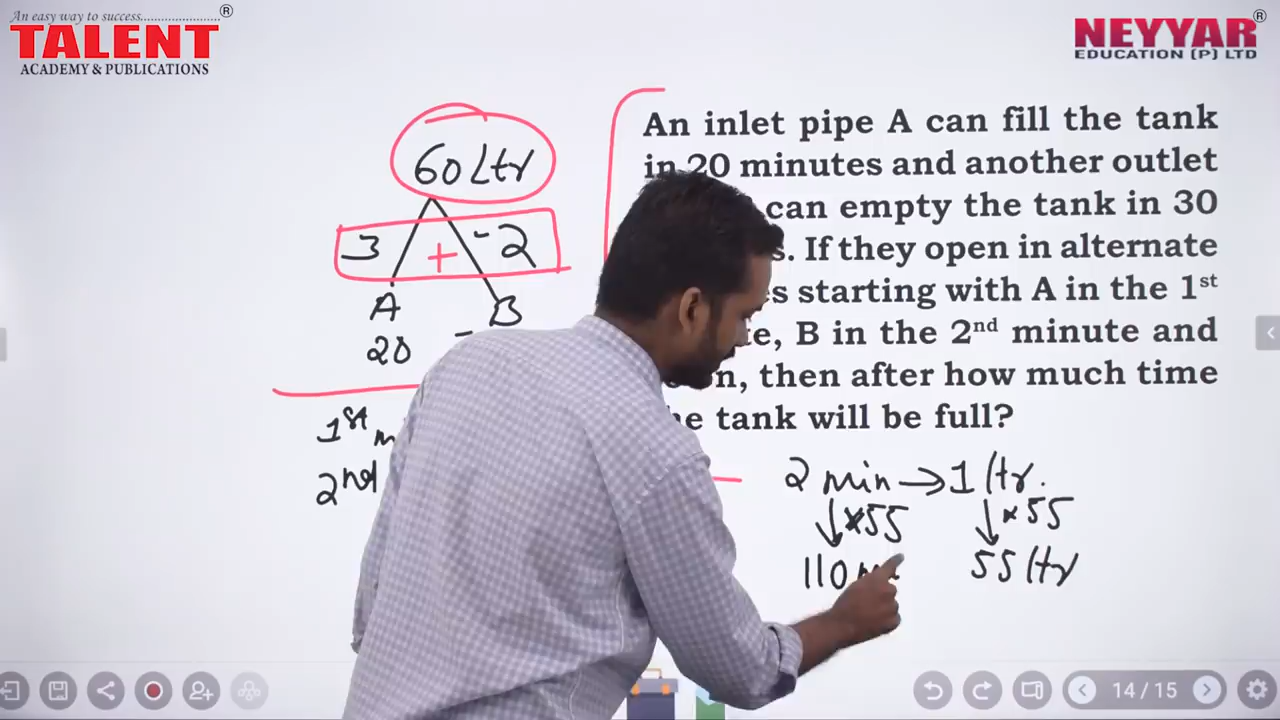 An easy way to success......................
TALENT®
ACADEMY & PUBLICATIONS
NEYYAR®
EDUCATION (P) LTD
60 Ltr
3 + -2
A B
20 -
1st m
2nd
An inlet pipe A can fill the tank
in 20 minutes and another outlet
can empty the tank in 30
s. If they open in alternate
s starting with A in the 1st
e, B in the 2nd minute and
n, then after how much time
e tank will be full?
2 min → 1 ltr.
↓×55 ↓×55
110 55 ltr
14 / 15